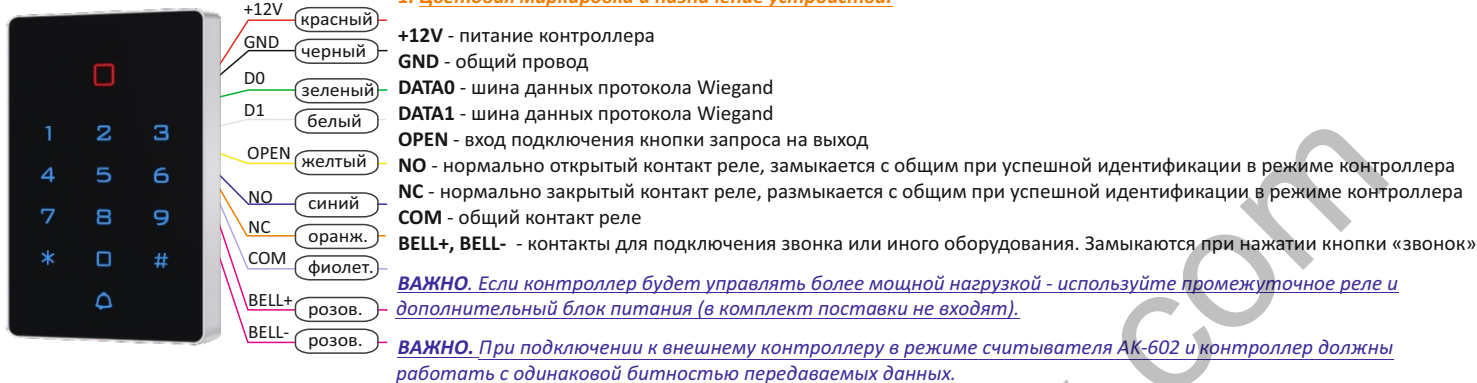 1. Цветовая маркировка и назначение устройства.
+12V
красный
GND
черный
D0
зеленый
D1
белый
OPEN
желтый
NO
синий
NC
оранж.
COM
фиолет.
BELL+
розов.
BELL-
розов.
1 2 3
4 5 6
7 8 9
* 0 #
+12V - питание контроллера
GND - общий провод
DATA0 - шина данных протокола Wiegand
DATA1 - шина данных протокола Wiegand
OPEN - вход подключения кнопки запроса на выход
NO - нормально открытый контакт реле, замыкается с общим при успешной идентификации в режиме контроллера
NC - нормально закрытый контакт реле, размыкается с общим при успешной идентификации в режиме контроллера
COM - общий контакт реле
BELL+, BELL- - контакты для подключения звонка или иного оборудования. Замыкаются при нажатии кнопки «звонок»
ВАЖНО. Если контроллер будет управлять более мощной нагрузкой - используйте промежуточное реле и
дополнительный блок питания (в комплект поставки не входят).
ВАЖНО. При подключении к внешнему контроллеру в режиме считывателя AK-602 и контроллер должны
работать с одинаковой битностью передаваемых данных.
com